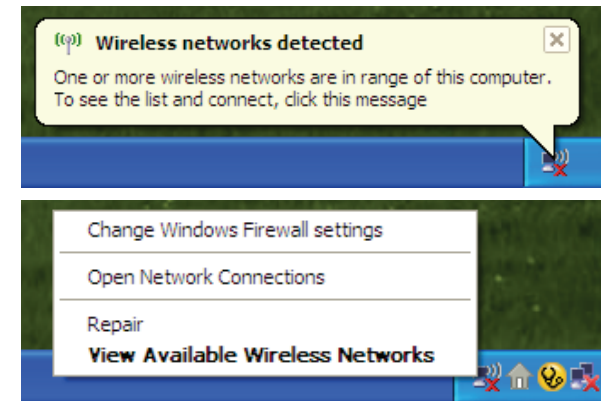 Wireless networks detected
One or more wireless networks are in range of this computer.
To see the list and connect, click this message
Change Windows Firewall settings
Open Network Connections
Repair
View Available Wireless Networks